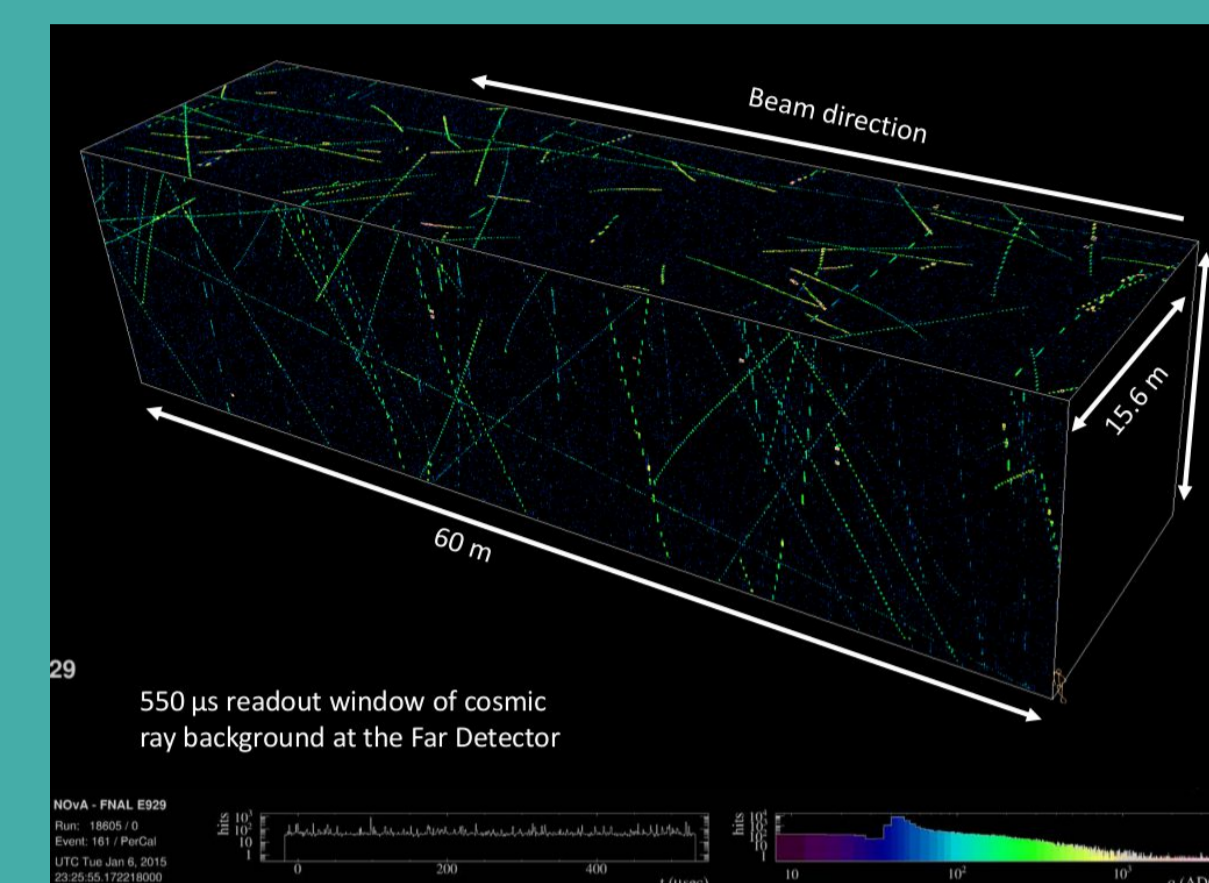 Beam direction
15.6 m
60 m
29
550 µs readout window of cosmic
ray background at the Far Detector
NOvA - FNAL E929
Run: 18605 / 0
Event: 161 / PerCal
UTC Tue Jan 6, 2015
23:25:55.172218000
hits
10³
10²
10
1
0
200
400
hits
10
1
10
10²
10³